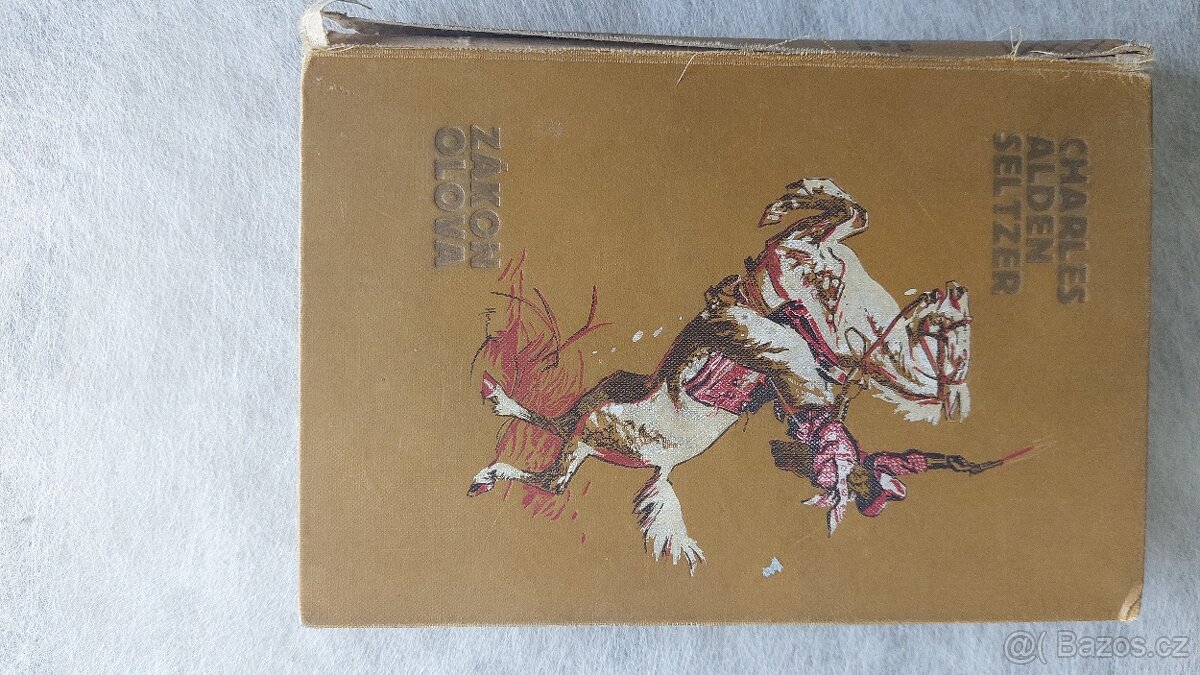 CHARLES
ALDEN
SELTZER
ZÁKON
OLOVA
@( Bazos.cz